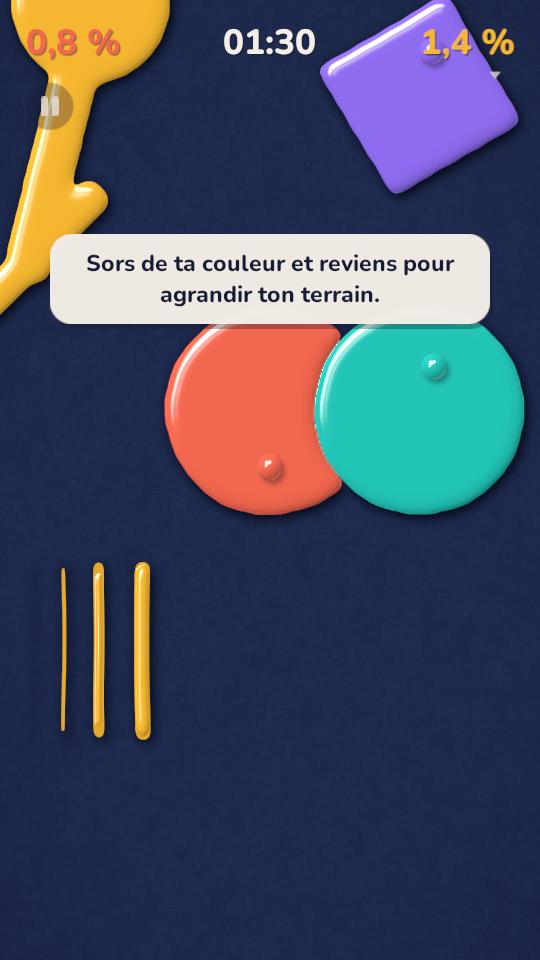 0,8 % 01:30 1,4 %
Sors de ta couleur et reviens pour
agrandir ton terrain.